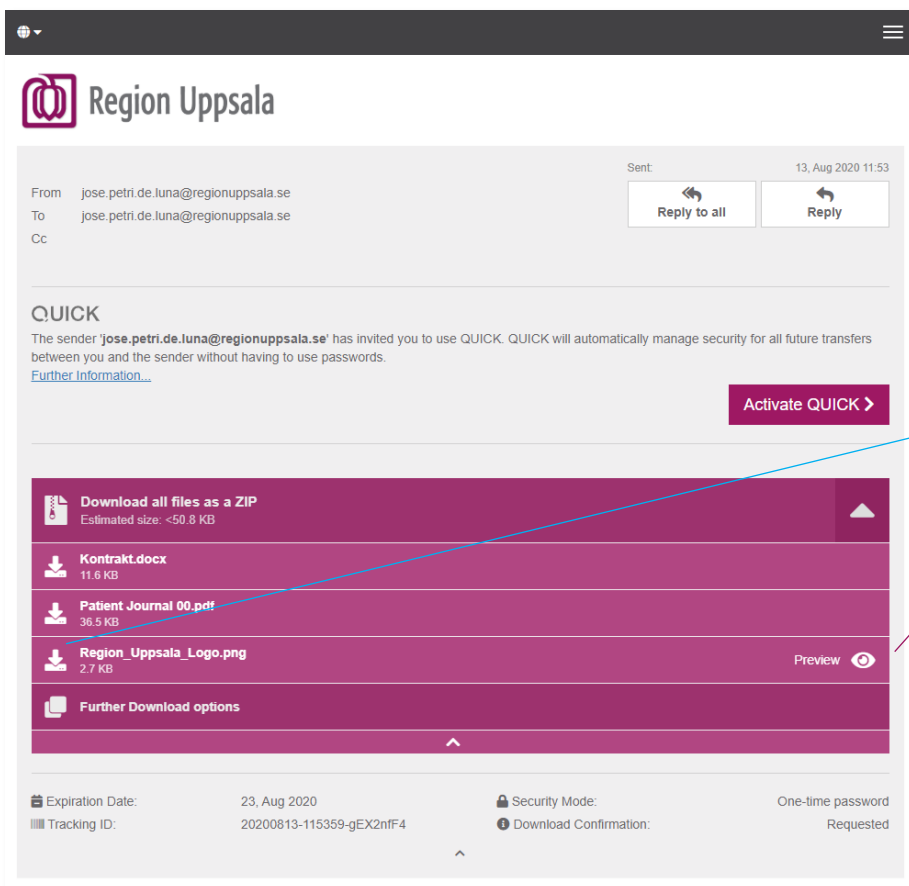 Region Uppsala
Sent: 13, Aug 2020 11:53
From jose.petri.de.luna@regionuppsala.se
To jose.petri.de.luna@regionuppsala.se
Cc
Reply to all
Reply
QUICK
The sender 'jose.petri.de.luna@regionuppsala.se' has invited you to use QUICK. QUICK will automatically manage security for all future transfers
between you and the sender without having to use passwords.
Further Information...
Activate QUICK
Download all files as a ZIP
Estimated size: <50.8 KB
Kontrakt.docx
11.6 KB
Patient Journal 00.pdf
36.5 KB
Region_Uppsala_Logo.png
2.7 KB
Preview
Further Download options
Expiration Date: 23, Aug 2020 Security Mode: One-time password
Tracking ID: 20200813-115359-gEX2nfF4 Download Confirmation: Requested